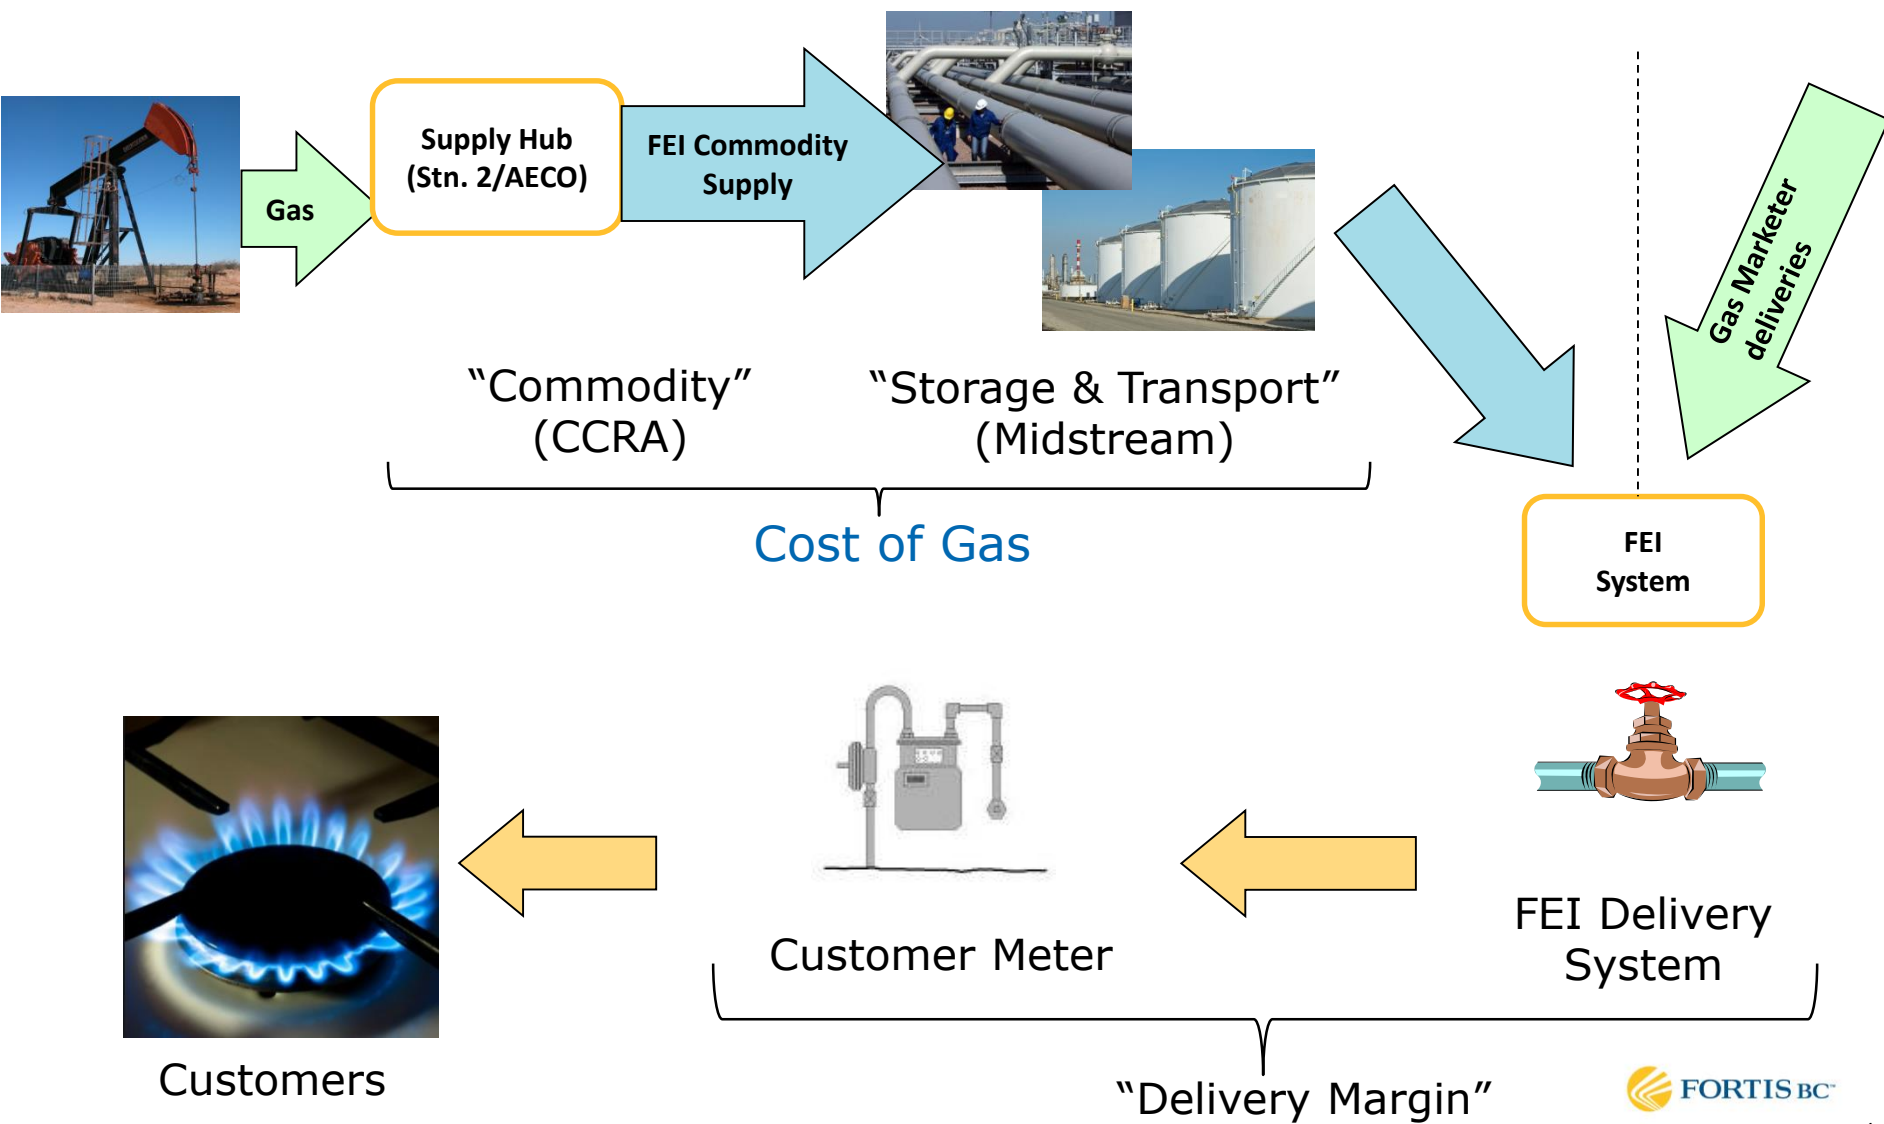 Gas
Supply Hub
(Stn. 2/AECO)
FEI Commodity
Supply
Gas Marketer
deliveries
“Commodity”
(CCRA)
“Storage & Transport”
(Midstream)
Cost of Gas
FEI
System
Customers
Customer Meter
FEI Delivery
System
“Delivery Margin”
FORTIS BC™